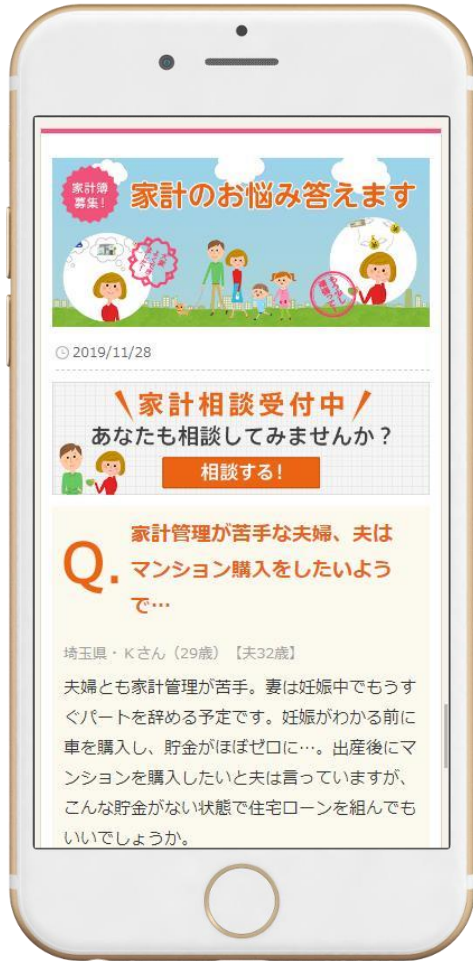 家計簿
募集!
家計のお悩み答えます
2019/11/28
家計相談受付中
あなたも相談してみませんか?
相談する!
Q.
家計管理が苦手な夫婦、夫は
マンション購入をしたいよう
で…
埼玉県・Kさん（29歳）【夫32歳】
夫婦とも家計管理が苦手。妻は妊娠中でもうす
ぐパートを辞める予定です。妊娠がわかる前に
車を購入し、貯金がほぼゼロに…。出産後にマ
ンションを購入したいと夫は言っていますが、
こんな貯金がない状態で住宅ローンを組んでも
いいでしょうか。